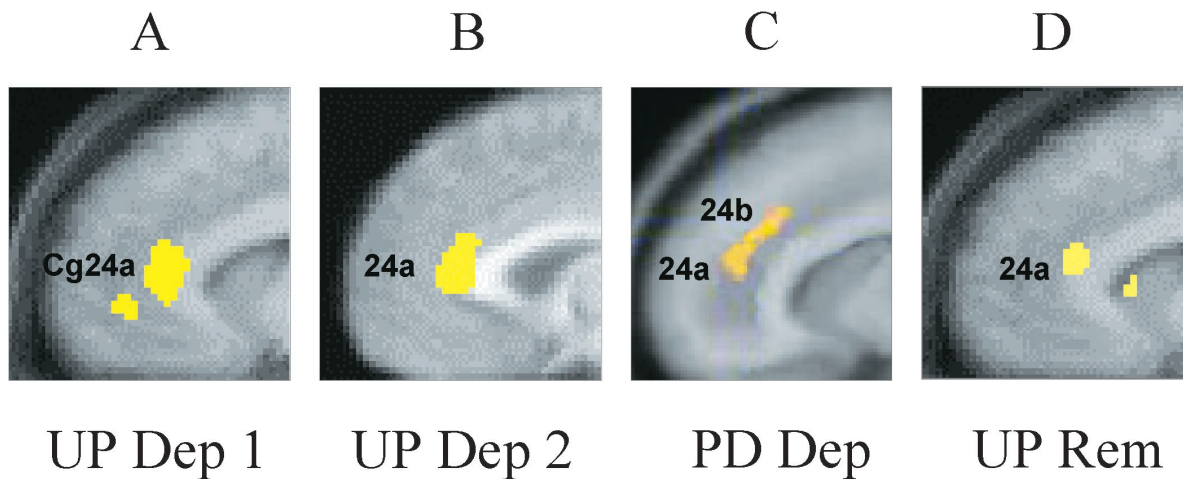 A B C D
Cg24a 24a 24b 24a 24a
UP Dep 1 UP Dep 2 PD Dep UP Rem